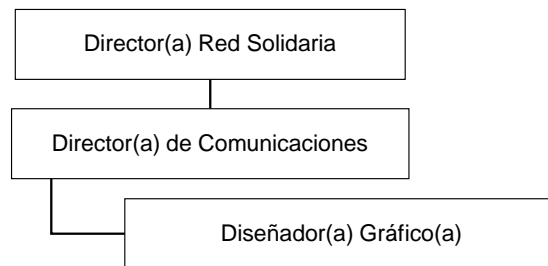 Director(a) Red Solidaria
Director(a) de Comunicaciones
Diseñador(a) Gráfico(a)